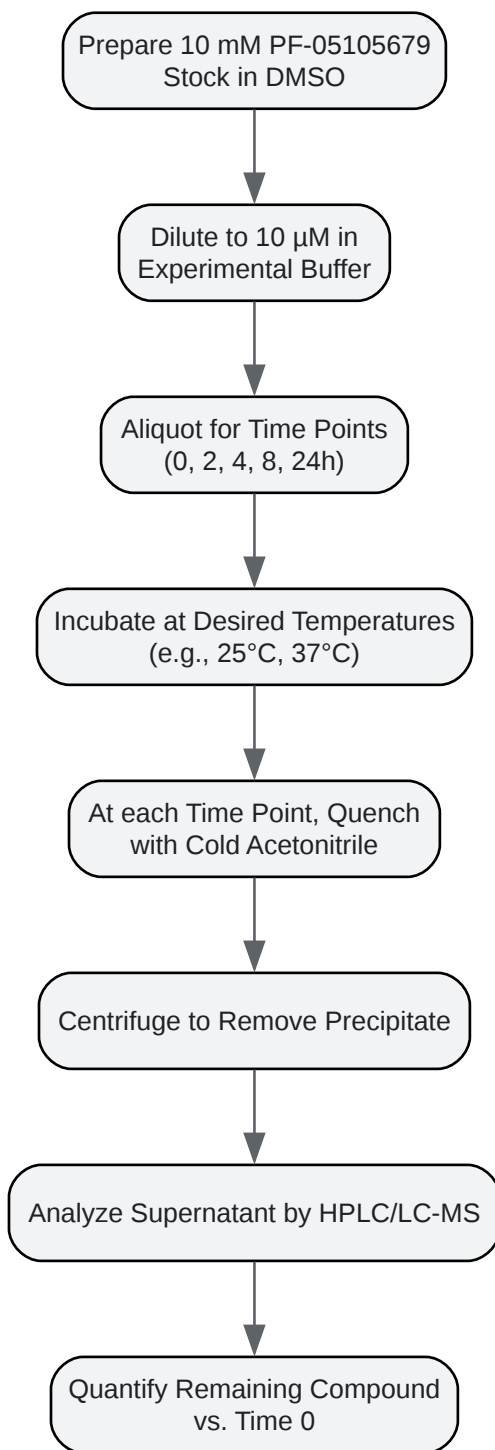 Prepare 10 mM PF-05105679
Stock in DMSO
Dilute to 10 µM in
Experimental Buffer
Aliquot for Time Points
(0, 2, 4, 8, 24h)
Incubate at Desired Temperatures
(e.g., 25°C, 37°C)
At each Time Point, Quench
with Cold Acetonitrile
Centrifuge to Remove Precipitate
Analyze Supernatant by HPLC/LC-MS
Quantify Remaining Compound
vs. Time 0